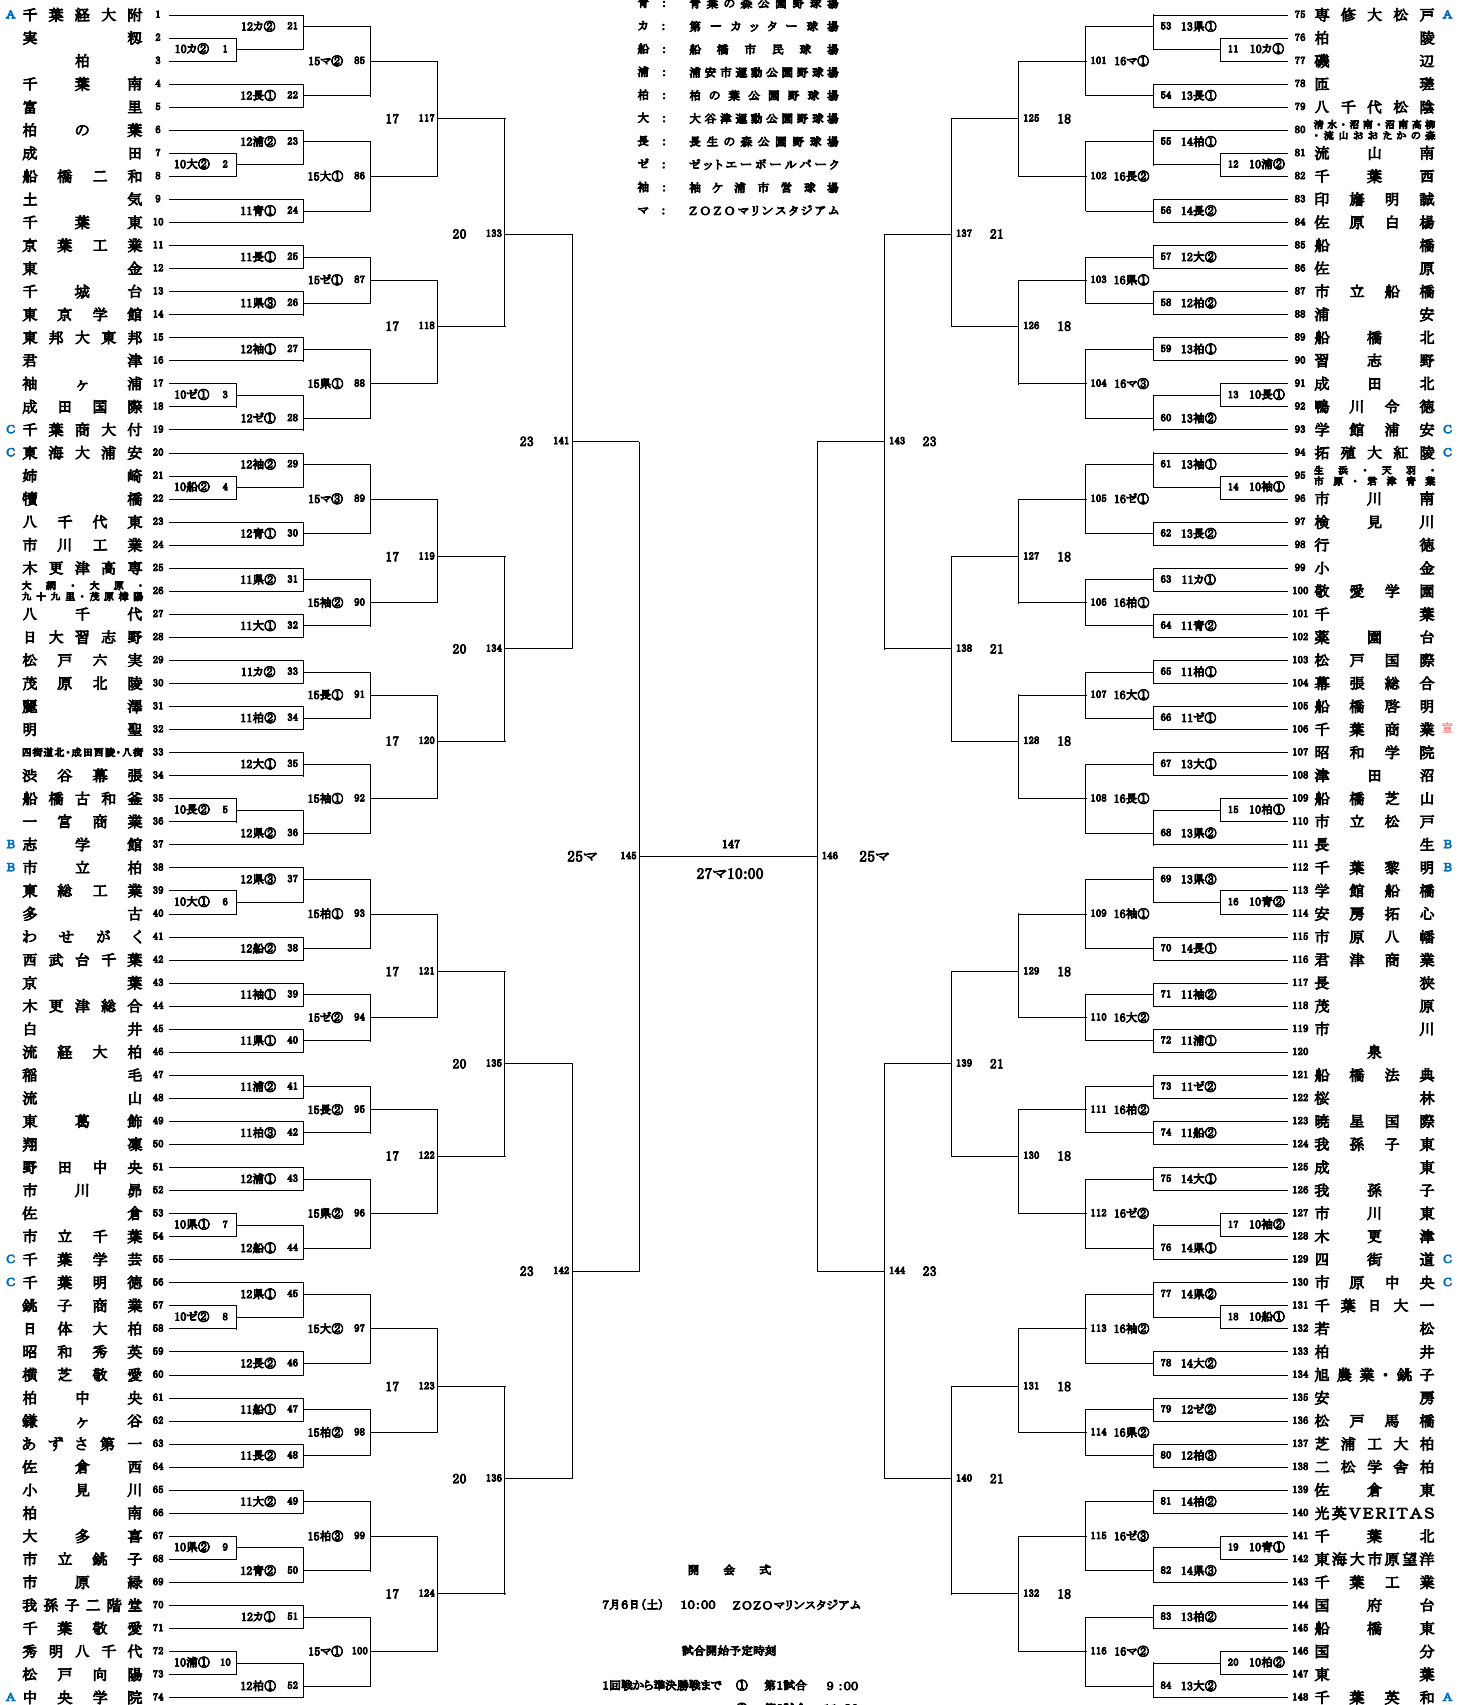 青 ： 青葉の森公園野球場
カ ： 第一カッター球場
船 ： 船橋市民球場
浦 ： 浦安市運動公園野球場
柏 ： 柏の葉公園野球場
大 ： 大谷津運動公園野球場
長 ： 長生の森公園野球場
ゼ ： ゼットエーボールパーク
袖 ： 袖ケ浦市営球場
マ ： ZOZOマリンスタジアム
A 千葉経大附 1
実籾 2
柏 3
千葉南 4
富里 5
柏の葉 6
成田 7
船橋二和 8
土気 9
千葉東 10
京葉工業 11
東金 12
千城台 13
東京学館 14
東邦大東邦 15
君津 16
袖ヶ浦 17
成田国際 18
C 千葉商大付 19
C 東海大浦安 20
姉崎 21
犢橋 22
八千代東 23
市川工業 24
木更津高専 25
大網・大原・
九十九里・茂原樟陽 26
八千代 27
日大習志野 28
松戸六実 29
茂原北陵 30
麗澤 31
明聖 32
四街道北・成田西陵・八街 33
渋谷幕張 34
船橋古和釜 35
一宮商業 36
B 志学館 37
B 市立柏 38
東総工業 39
多古 40
わせがく 41
西武台千葉 42
京葉 43
木更津総合 44
白井 45
流経大柏 46
稲毛 47
流山 48
東葛飾 49
翔凜 50
野田中央 51
市川昴 52
佐倉 53
市立千葉 54
C 千葉学芸 55
C 千葉明徳 56
銚子商業 57
日体大柏 58
昭和秀英 59
横芝敬愛 60
柏中央 61
鎌ヶ谷 62
あずさ第一 63
佐倉西 64
小見川 65
柏南 66
大多喜 67
市立銚子 68
市原緑 69
我孫子二階堂 70
千葉敬愛 71
秀明八千代 72
松戸向陽 73
A 中央学院 74
10カ② 1
10大② 2
10ゼ① 3
10船② 4
10長② 5
10大① 6
10県① 7
10ゼ② 8
10県② 9
10浦① 10
12カ② 21
12長① 22
12浦② 23
11青① 24
11長① 25
11県③ 26
12袖① 27
12ゼ① 28
12袖② 29
12青① 30
11県② 31
11大① 32
11カ② 33
11柏② 34
12大① 35
12県② 36
12県③ 37
12船② 38
11袖① 39
11県① 40
11浦② 41
11柏③ 42
12浦① 43
12船① 44
12県① 45
12長② 46
11船① 47
11長② 48
11大② 49
12青② 50
12カ① 51
12柏① 52
15マ② 85
15大① 86
15ゼ① 87
15県① 88
15マ③ 89
15袖② 90
15長① 91
15袖① 92
15柏① 93
15ゼ② 94
15長② 95
15県② 96
15大② 97
15柏② 98
15柏③ 99
15マ① 100
17 117
17 118
17 119
17 120
17 121
17 122
17 123
17 124
20 133
20 134
20 135
20 136
23 141
23 142
25マ 145
147
27マ10:00
146 25マ
143 23
144 23
137 21
138 21
139 21
140 21
125 18
126 18
127 18
128 18
129 18
130 18
131 18
132 18
101 16マ①
102 16長②
103 16県①
104 16マ③
105 16ゼ①
106 16柏①
107 16大①
108 16長①
109 16袖①
110 16大②
111 16柏②
112 16ゼ②
113 16袖②
114 16県②
115 16ゼ③
116 16マ②
53 13県①
54 13長①
55 14柏①
56 14長②
57 12大②
58 12柏②
59 13柏①
60 13袖②
61 13袖①
62 13長②
63 11カ①
64 11青②
65 11柏①
66 11ゼ①
67 13大①
68 13県②
69 13県③
70 14長①
71 11袖②
72 11浦①
73 11ゼ②
74 11船②
75 14大①
76 14県①
77 14県②
78 14大②
79 12ゼ②
80 12柏③
81 14柏②
82 14県③
83 13柏②
84 13大②
11 10カ①
12 10浦②
13 10長①
14 10袖①
15 10柏①
16 10青②
17 10袖②
18 10船①
19 10青①
20 10柏②
75 専修大松戸 A
76 柏陵
77 磯辺
78 匝瑳
79 八千代松陰
80 清水・沼南・沼南高柳
・流山おおたかの森
81 流山南
82 千葉西
83 印旛明誠
84 佐原白楊
85 船橋
86 佐原
87 市立船橋
88 浦安
89 船橋北
90 習志野
91 成田北
92 鴨川令徳
93 学館浦安 C
94 拓殖大紅陵 C
95 生浜・天羽・
市原・君津青葉
96 市川南
97 検見川
98 行徳
99 小金
100 敬愛学園
101 千葉
102 薬園台
103 松戸国際
104 幕張総合
105 船橋啓明
106 千葉商業 宣
107 昭和学院
108 津田沼
109 船橋芝山
110 市立松戸
111 長生 B
112 千葉黎明 B
113 学館船橋
114 安房拓心
115 市原八幡
116 君津商業
117 長狭
118 茂原
119 市川
120 泉
121 船橋法典
122 桜林
123 暁星国際
124 我孫子東
125 成東
126 我孫子
127 市川東
128 木更津
129 四街道 C
130 市原中央 C
131 千葉日大一
132 若松
133 柏井
134 旭農業・銚子
135 安房
136 松戸馬橋
137 芝浦工大柏
138 二松学舎柏
139 佐倉東
140 光英VERITAS
141 千葉北
142 東海大市原望洋
143 千葉工業
144 国府台
145 船橋東
146 国分
147 東葉
148 千葉英和 A
開会式
7月6日(土) 10:00 ZOZOマリンスタジアム
試合開始予定時刻
1回戦から準決勝戦まで ① 第1試合 9:00